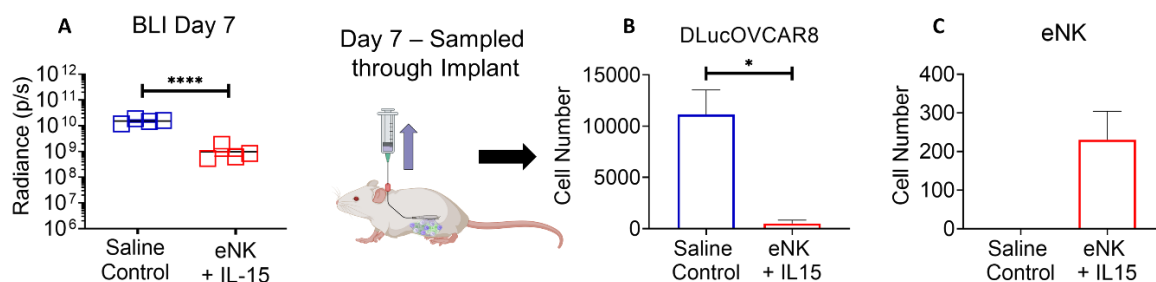 A
BLI Day 7
Radiance (p/s)
10^12
10^11
10^10
10^9
10^8
10^7
10^6
****
Saline
Control
eNK
+ IL-15
Day 7 – Sampled
through Implant
B
DLucOVCAR8
Cell Number
15000
10000
5000
0
*
Saline
Control
eNK
+ IL15
C
eNK
Cell Number
400
300
200
100
0
Saline
Control
eNK
+ IL15